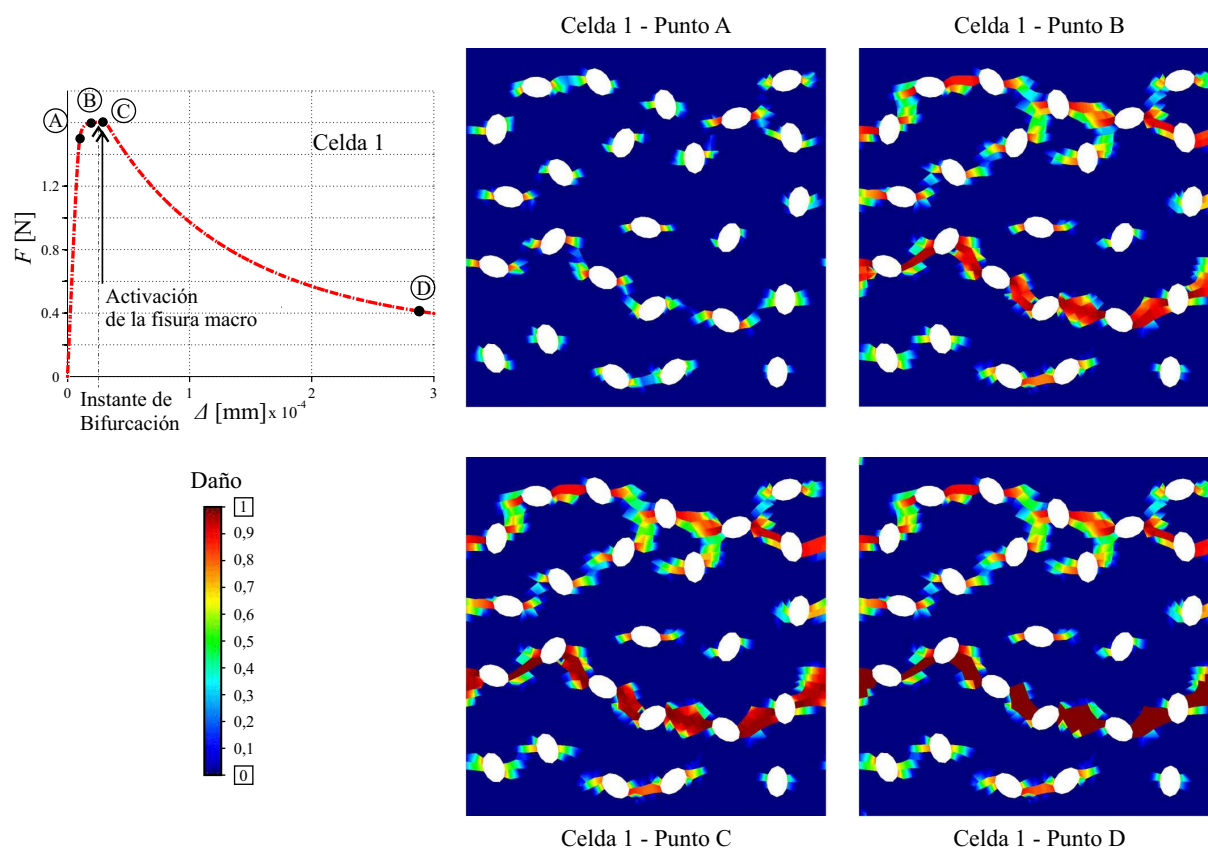 Celda 1 - Punto A
Celda 1 - Punto B
A
B
C
D
Celda 1
F [N]
1.2
0.8
0.4
0
0
1
2
3
Activación
de la fisura macro
Instante de
Bifurcación
Δ [mm] x 10⁻⁴
Daño
1
0,9
0,8
0,7
0,6
0,5
0,4
0,3
0,2
0,1
0
Celda 1 - Punto C
Celda 1 - Punto D